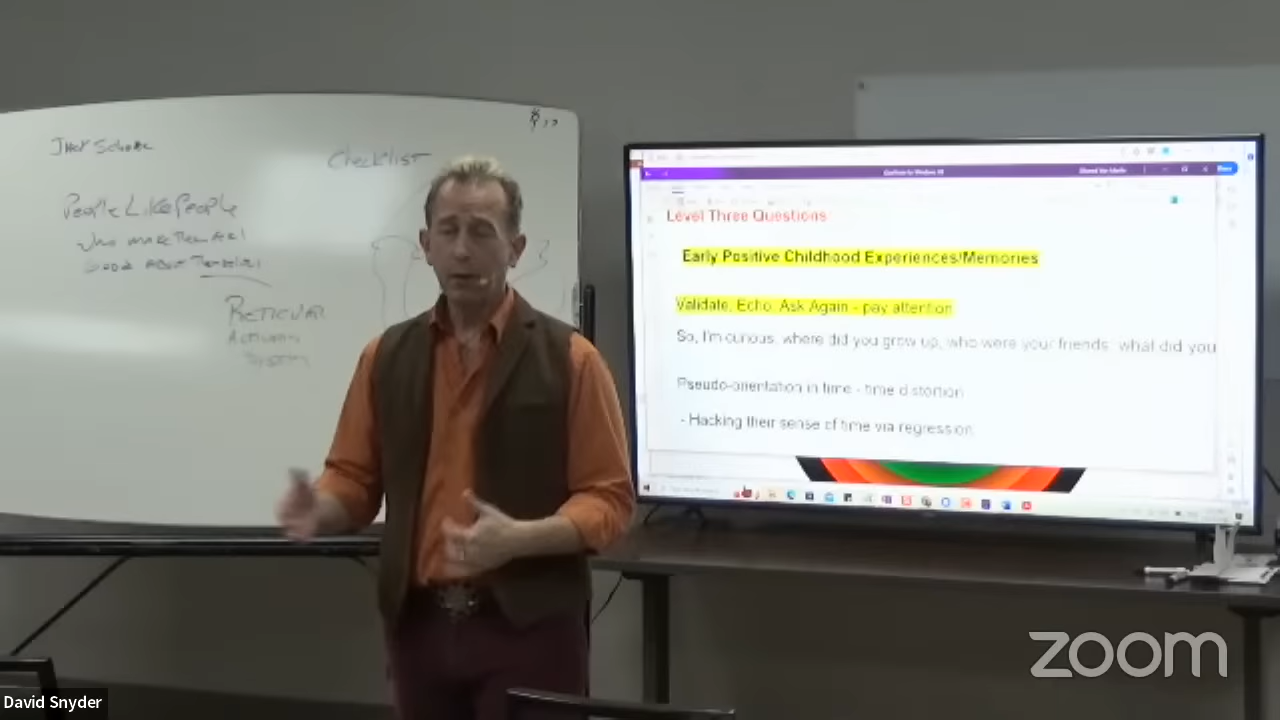 Checklist
People Like People
who make them feel
good about themselves
Reticular
Level Three Questions
Early Positive Childhood Experiences/Memories
Validate, Echo, Ask Again - pay attention
So, I'm curious, where did you grow up, who were your friends, what did you
Pseudo-orientation in time - time distortion
- Hacking their sense of time via regression
zoom
David Snyder